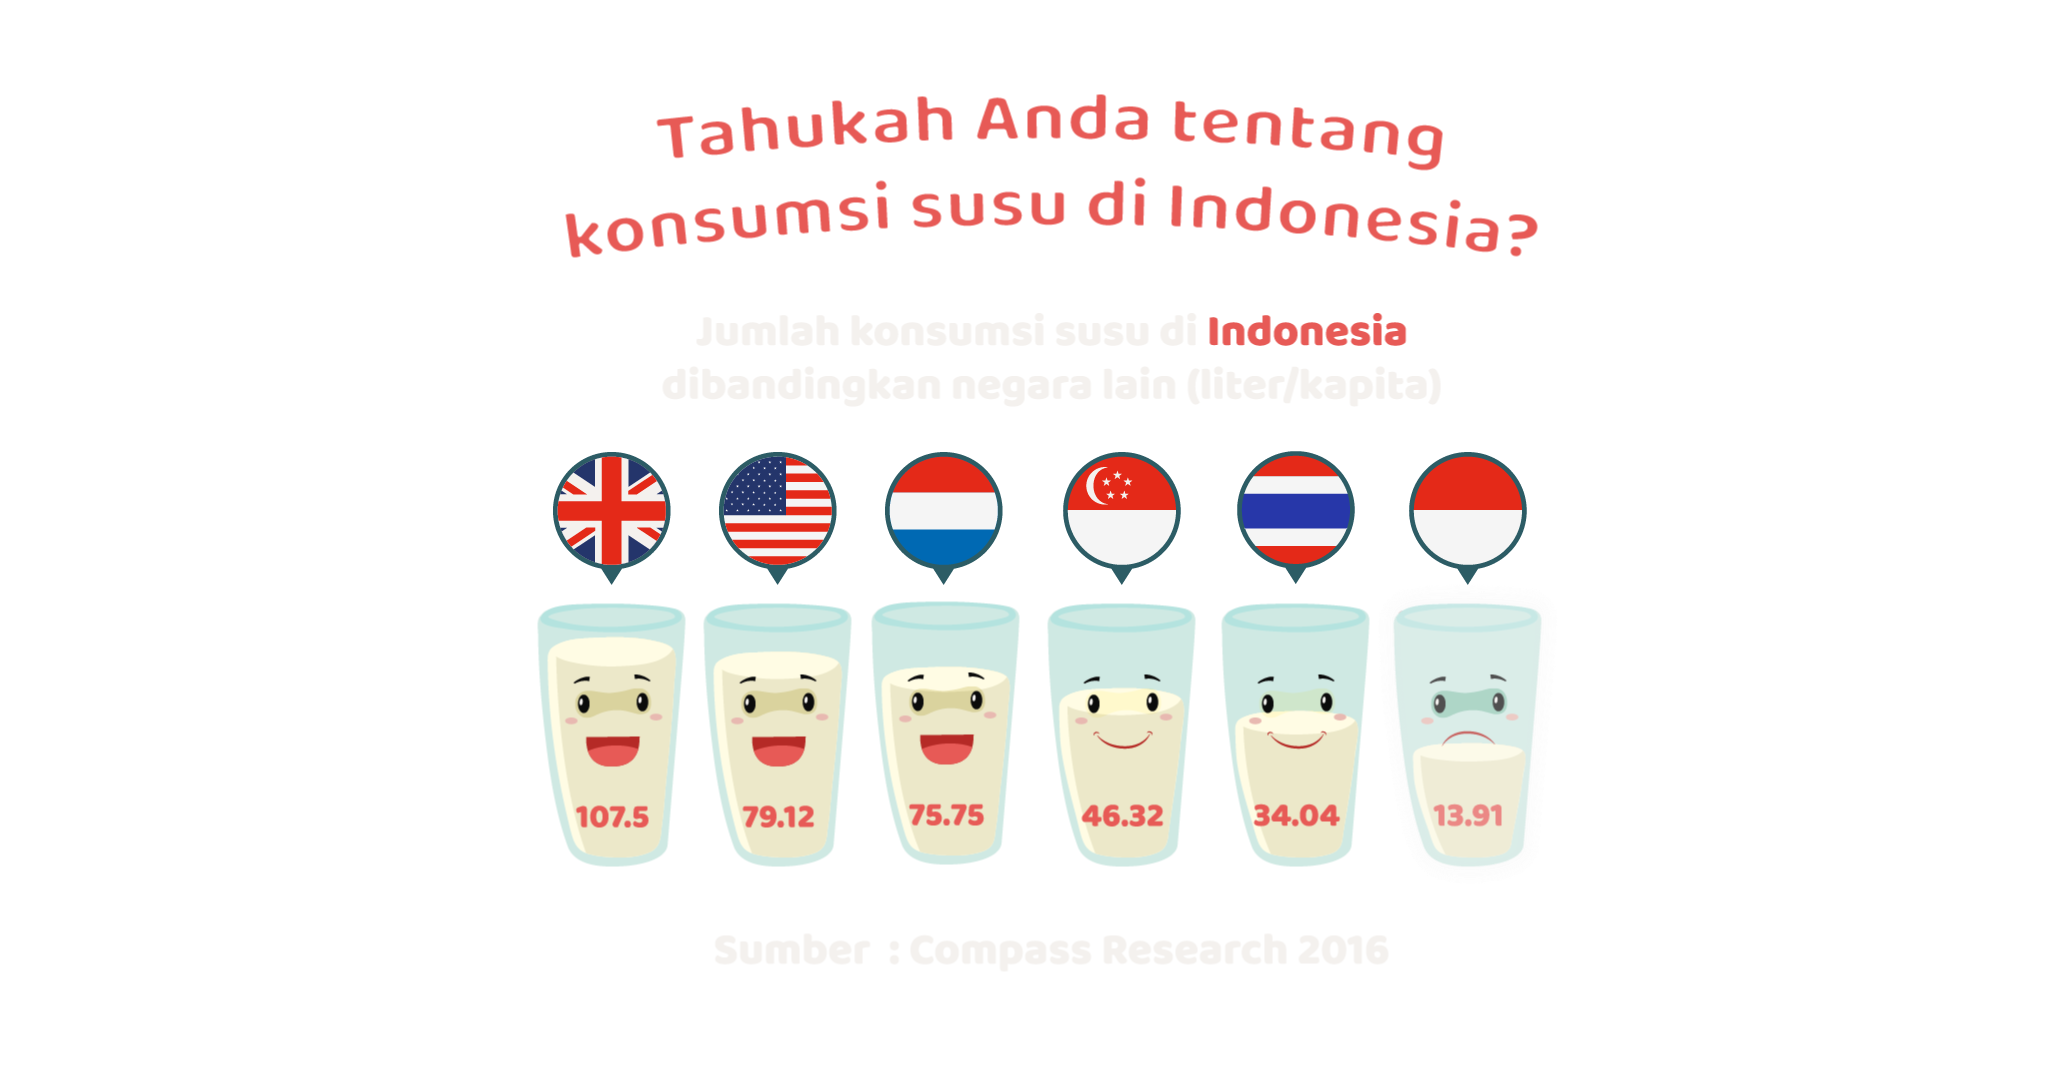 Tahukah Anda tentang
konsumsi susu di Indonesia?
Jumlah konsumsi susu di Indonesia
dibandingkan negara lain (liter/kapita)
107.5 79.12 75.75 46.32 34.04 13.91
Sumber : Compass Research 2016